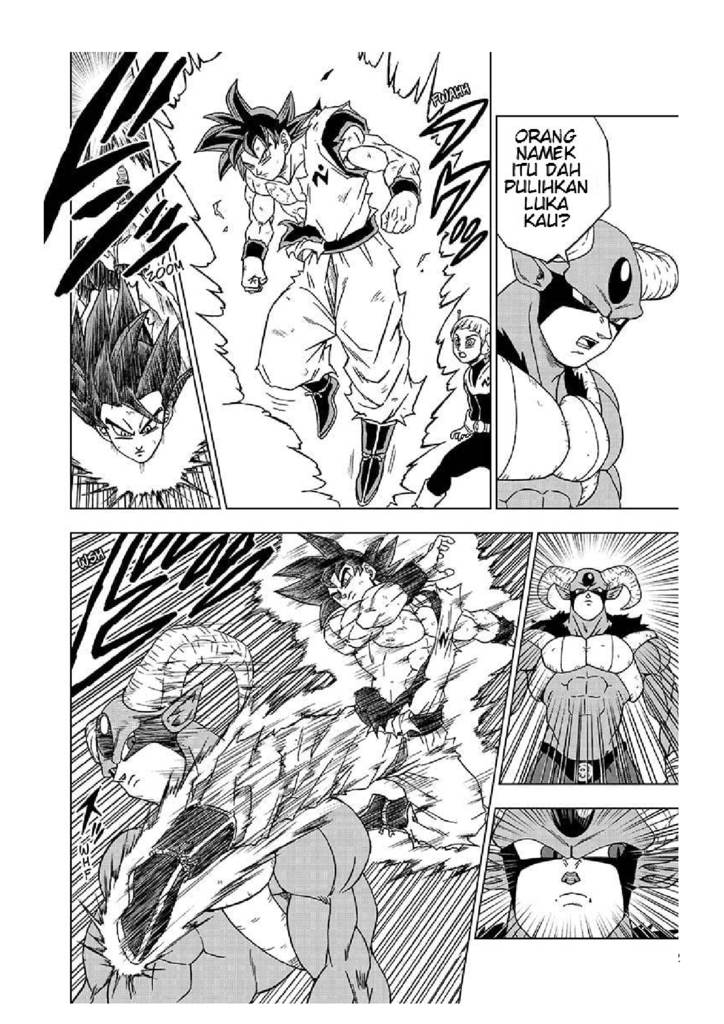 FWAHH
ORANG
NAMEK
ITU DAH
PULIHKAN
LUKA
KAU?
ZOOM
WSH
WHF